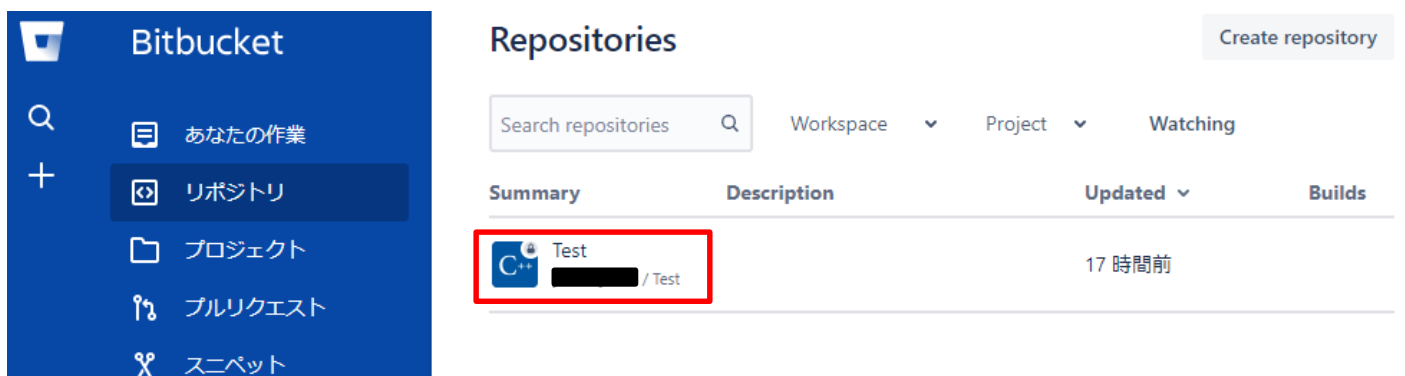 Bitbucket
あなたの作業
リポジトリ
プロジェクト
プルリクエスト
スニペット
Repositories
Create repository
Search repositories
Workspace
Project
Watching
Summary Description Updated Builds
C++
Test
/ Test
17 時間前